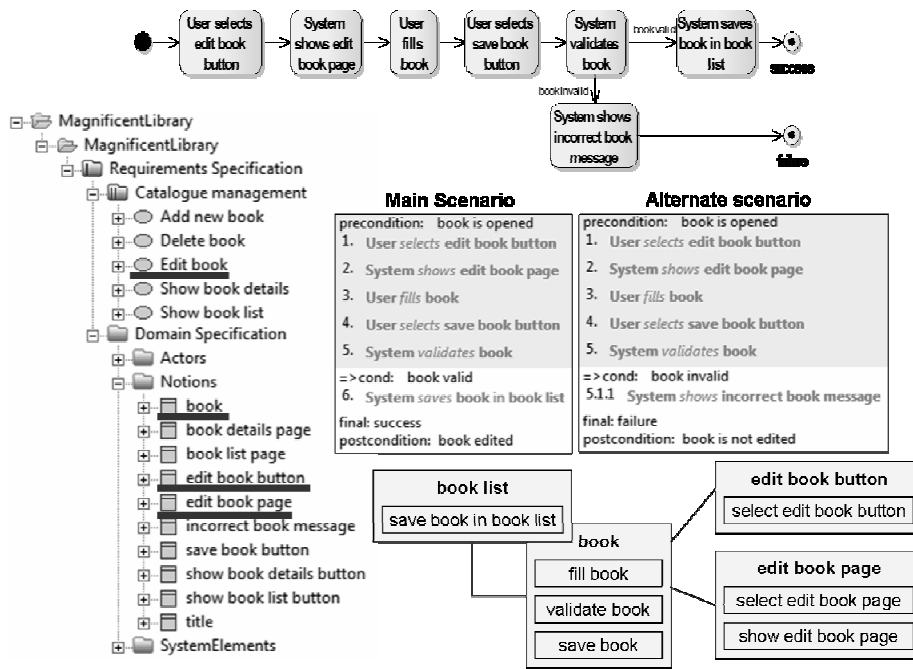 User selects
edit book
button
System
shows edit
book page
User
fills
book
User selects
save book
button
System
validates
book
bookvalid
System saves
book in book
list
success
bookinvalid
System shows
incorrect book
message
failure
MagnificentLibrary
MagnificentLibrary
Requirements Specification
Catalogue management
Add new book
Delete book
Edit book
Show book details
Show book list
Domain Specification
Actors
Notions
book
book details page
book list page
edit book button
edit book page
incorrect book message
save book button
show book details button
show book list button
title
SystemElements
Main Scenario
precondition: book is opened
1. User selects edit book button
2. System shows edit book page
3. User fills book
4. User selects save book button
5. System validates book
=>cond: book valid
6. System saves book in book list
final: success
postcondition: book edited
Alternate scenario
precondition: book is opened
1. User selects edit book button
2. System shows edit book page
3. User fills book
4. User selects save book button
5. System validates book
=>cond: book invalid
5.1.1 System shows incorrect book message
final: failure
postcondition: book is not edited
book list
save book in book list
book
fill book
validate book
save book
edit book button
select edit book button
edit book page
select edit book page
show edit book page